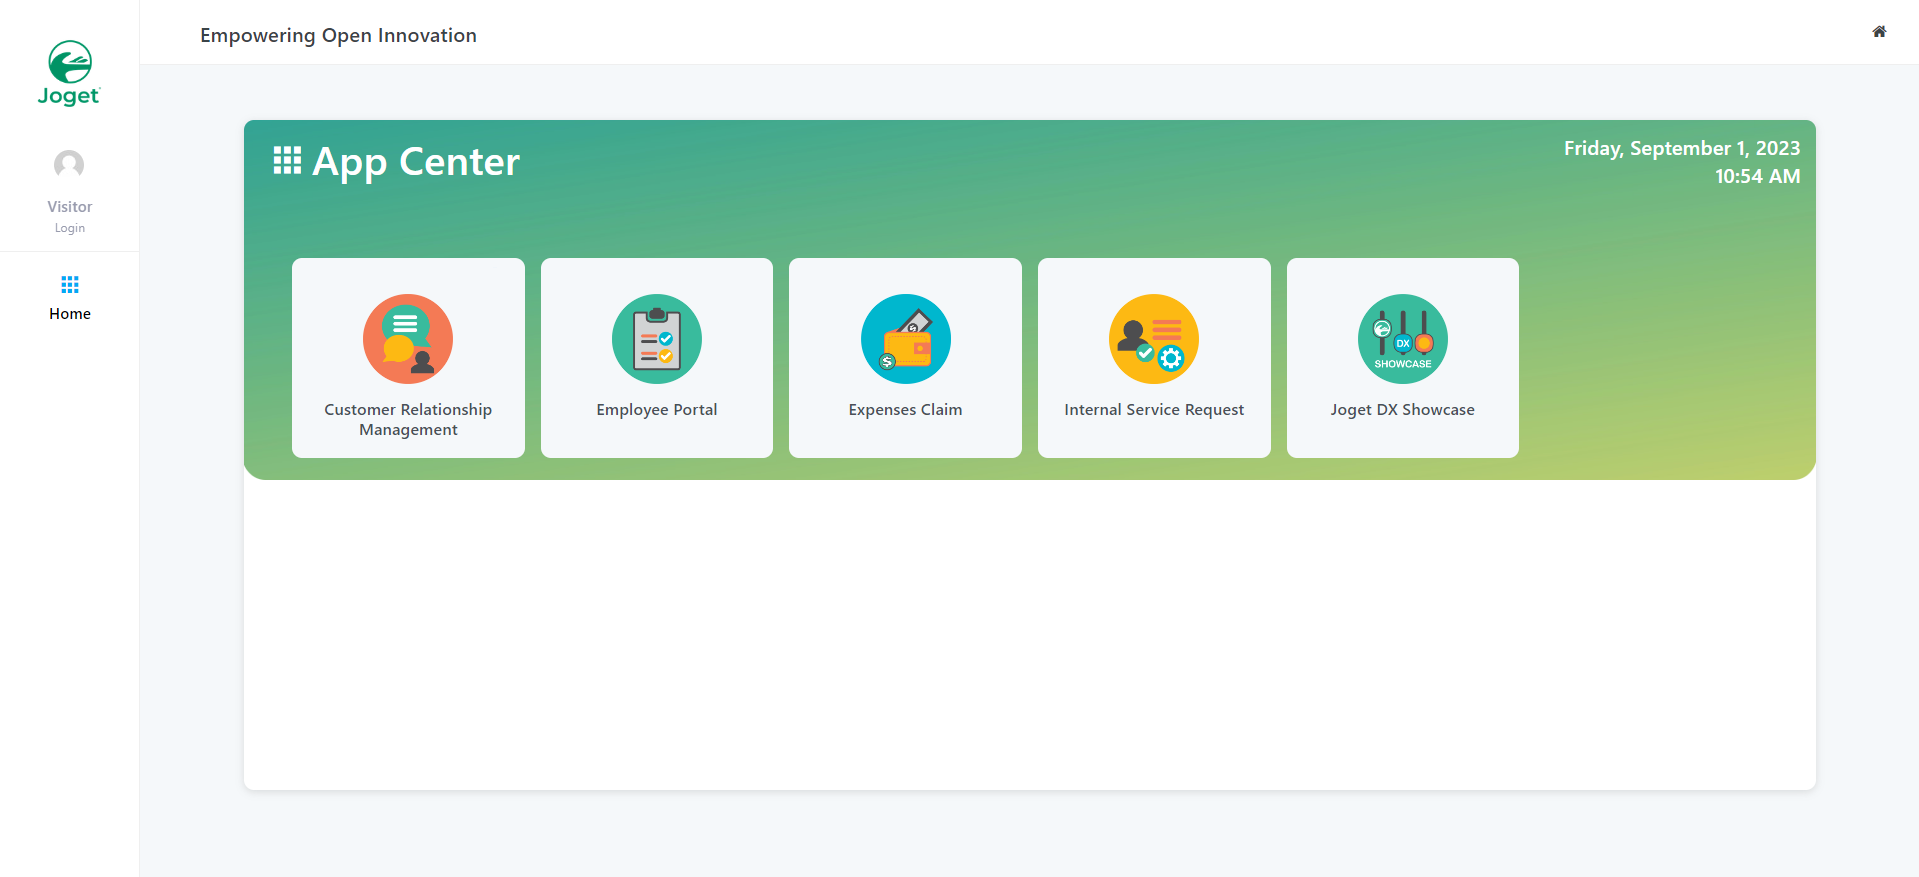 Joget
Visitor
Login
Home
Empowering Open Innovation
App Center
Friday, September 1, 2023
10:54 AM
Customer Relationship
Management
Employee Portal
$
$
Expenses Claim
Internal Service Request
DX
SHOWCASE
Joget DX Showcase